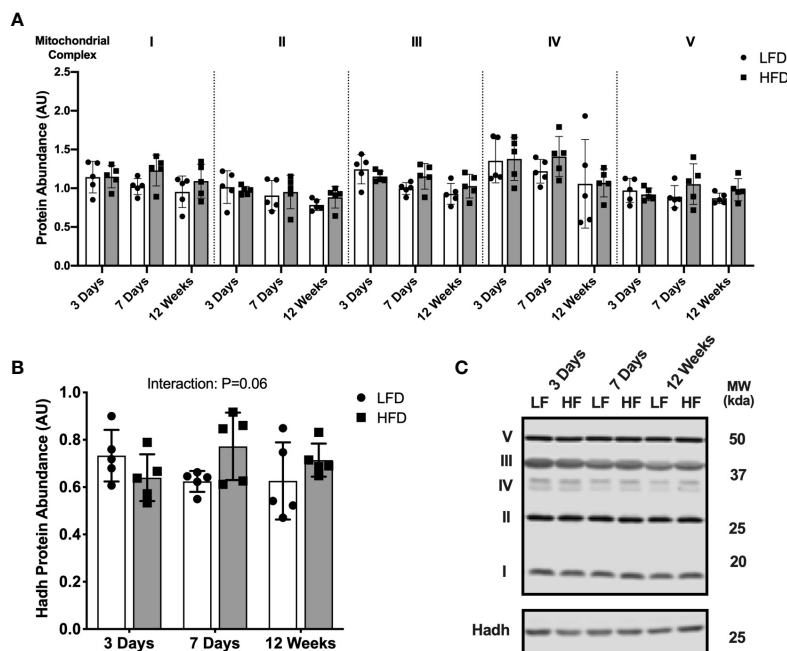 A
Mitochondrial
Complex
I II III IV V
LFD
HFD
Protein Abundance (AU)
2.5
2.0
1.5
1.0
0.5
0.0
3 Days 7 Days 12 Weeks 3 Days 7 Days 12 Weeks 3 Days 7 Days 12 Weeks 3 Days 7 Days 12 Weeks 3 Days 7 Days 12 Weeks
B
Interaction: P=0.06
LFD
HFD
Hadh Protein Abundance (AU)
1.0
0.8
0.6
0.4
0.2
0.0
3 Days 7 Days 12 Weeks
C
3 Days 7 Days 12 Weeks
MW
(kda)
LF HF LF HF LF HF
V 50
III 37
IV
II 25
20
I
Hadh 25